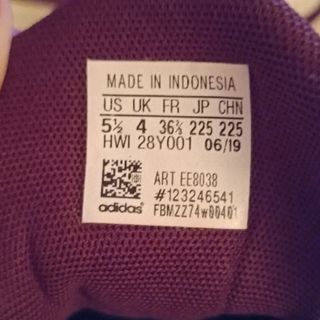 MADE IN INDONESIA
US UK FR JP CHN
5½ 4 36⅔ 225 225
HWI 28Y001 06/19
ART EE8038
#123246541
adidas® FBMZZ74w00401